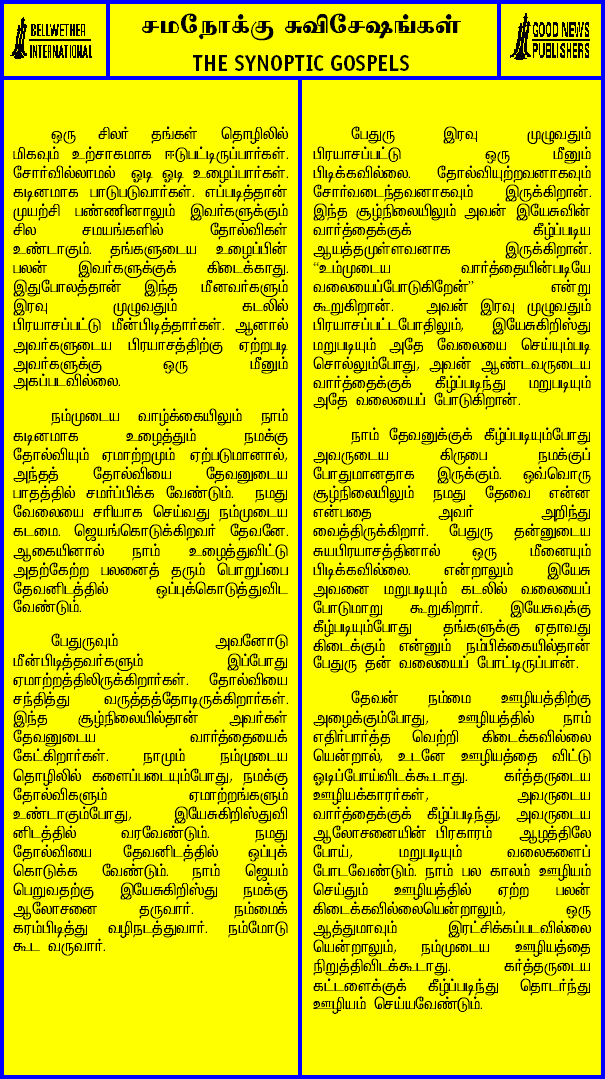 BELLWETHER
INTERNATIONAL
சமநோக்கு சுவிசேஷங்கள்
THE SYNOPTIC GOSPELS
GOOD NEWS
PUBLISHERS
ஒரு சிலர் தங்கள் தொழிலில்
மிகவும் உற்சாகமாக ஈடுபட்டிருப்பார்கள்.
சோர்வில்லாமல் ஓடி ஓடி உழைப்பார்கள்.
கடினமாக பாடுபடுவார்கள். எப்படித்தான்
முயற்சி பண்ணினாலும் இவர்களுக்கும்
சில சமயங்களில் தோல்விகள்
உண்டாகும். தங்களுடைய உழைப்பின்
பலன் இவர்களுக்குக் கிடைக்காது.
இதுபோலத்தான் இந்த மீனவர்களும்
இரவு முழுவதும் கடலில்
பிரயாசப்பட்டு மீன்பிடித்தார்கள். ஆனால்
அவர்களுடைய பிரயாசத்திற்கு ஏற்றபடி
அவர்களுக்கு ஒரு மீனும்
அகப்படவில்லை.
நம்முடைய வாழ்க்கையிலும் நாம்
கடினமாக உழைத்தும் நமக்கு
தோல்வியும் ஏமாற்றமும் ஏற்படுமானால்,
அந்தத் தோல்வியை தேவனுடைய
பாதத்தில் சமர்ப்பிக்க வேண்டும். நமது
வேலையை சரியாக செய்வது நம்முடைய
கடமை. ஜெயங்கொடுக்கிறவர் தேவனே.
ஆகையினால் நாம் உழைத்துவிட்டு
அதற்கேற்ற பலனைத் தரும் பொறுப்பை
தேவனிடத்தில் ஒப்புக்கொடுத்துவிட
வேண்டும்.
பேதுருவும் அவனோடு
மீன்பிடித்தவர்களும் இப்போது
ஏமாற்றத்திலிருக்கிறார்கள். தோல்வியை
சந்தித்து வருத்தத்தோடிருக்கிறார்கள்.
இந்த சூழ்நிலையில்தான் அவர்கள்
தேவனுடைய வார்த்தையைக்
கேட்கிறார்கள். நாமும் நம்முடைய
தொழிலில் களைப்படையும்போது, நமக்கு
தோல்விகளும் ஏமாற்றங்களும்
உண்டாகும்போது, இயேசுகிறிஸ்துவி
னிடத்தில் வரவேண்டும். நமது
தோல்வியை தேவனிடத்தில் ஒப்புக்
கொடுக்க வேண்டும். நாம் ஜெயம்
பெறுவதற்கு இயேசுகிறிஸ்து நமக்கு
ஆலோசனை தருவார். நம்மைக்
கரம்பிடித்து வழிநடத்துவார். நம்மோடு
கூட வருவார்.
பேதுரு இரவு முழுவதும்
பிரயாசப்பட்டு ஒரு மீனும்
பிடிக்கவில்லை. தோல்வியுற்றவனாகவும்
சோர்வடைந்தவனாகவும் இருக்கிறான்.
இந்த சூழ்நிலையிலும் அவன் இயேசுவின்
வார்த்தைக்குக் கீழ்ப்படிய
ஆயத்தமுள்ளவனாக இருக்கிறான்.
“உம்முடைய வார்த்தையின்படியே
வலையைப்போடுகிறேன்” என்று
கூறுகிறான். அவன் இரவு முழுவதும்
பிரயாசப்பட்டபோதிலும், இயேசுகிறிஸ்து
மறுபடியும் அதே வேலையை செய்யும்படி
சொல்லும்போது, அவன் ஆண்டவருடைய
வார்த்தைக்குக் கீழ்ப்படிந்து மறுபடியும்
அதே வலையைப் போடுகிறான்.
நாம் தேவனுக்குக் கீழ்ப்படியும்போது
அவருடைய கிருபை நமக்குப்
போதுமானதாக இருக்கும். ஒவ்வொரு
சூழ்நிலையிலும் நமது தேவை என்ன
என்பதை அவர் அறிந்து
வைத்திருக்கிறார். பேதுரு தன்னுடைய
சுயபிரயாசத்தினால் ஒரு மீனையும்
பிடிக்கவில்லை. என்றாலும் இயேசு
அவனை மறுபடியும் கடலில் வலையைப்
போடுமாறு கூறுகிறார். இயேசுவுக்கு
கீழ்படியும்போது தங்களுக்கு ஏதாவது
கிடைக்கும் என்னும் நம்பிக்கையில்தான்
பேதுரு தன் வலையைப் போட்டிருப்பான்.
தேவன் நம்மை ஊழியத்திற்கு
அழைக்கும்போது, ஊழியத்தில் நாம்
எதிர்பார்த்த வெற்றி கிடைக்கவில்லை
யென்றால், உடனே ஊழியத்தை விட்டு
ஓடிப்போய்விடக்கூடாது. கர்த்தருடைய
ஊழியக்காரர்கள், அவருடைய
வார்த்தைக்குக் கீழ்ப்படிந்து, அவருடைய
ஆலோசனையின் பிரகாரம் ஆழத்திலே
போய், மறுபடியும் வலைகளைப்
போடவேண்டும். நாம் பல காலம் ஊழியம்
செய்தும் ஊழியத்தில் ஏற்ற பலன்
கிடைக்கவில்லையென்றாலும், ஒரு
ஆத்துமாவும் இரட்சிக்கப்படவில்லை
யென்றாலும், நம்முடைய ஊழியத்தை
நிறுத்திவிடக்கூடாது. கர்த்தருடைய
கட்டளைக்குக் கீழ்ப்படிந்து தொடர்ந்து
ஊழியம் செய்யவேண்டும்.